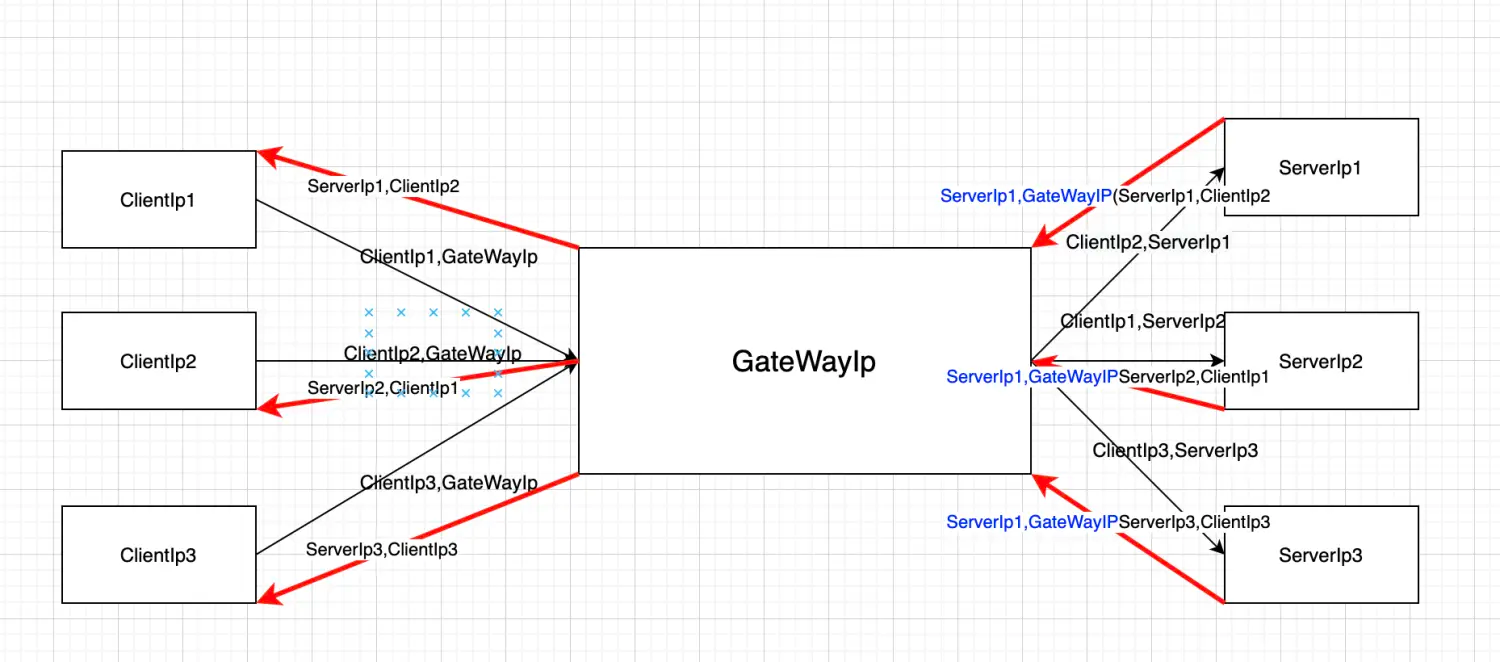 ClientIp1
ServerIp1,ClientIp2
ClientIp1,GateWayIp
ClientIp2
ClientIp2,GateWayIp
ServerIp2,ClientIp1
ClientIp3
ClientIp3,GateWayIp
ServerIp3,ClientIp3
GateWayIp
ServerIp1
ServerIp1,GateWayIP(ServerIp1,ClientIp2
ClientIp2,ServerIp1
ClientIp1,ServerIp2
ServerIp2
ServerIp1,GateWayIPServerIp2,ClientIp1
ClientIp3,ServerIp3
ServerIp1,GateWayIPServerIp3,ClientIp3
ServerIp3